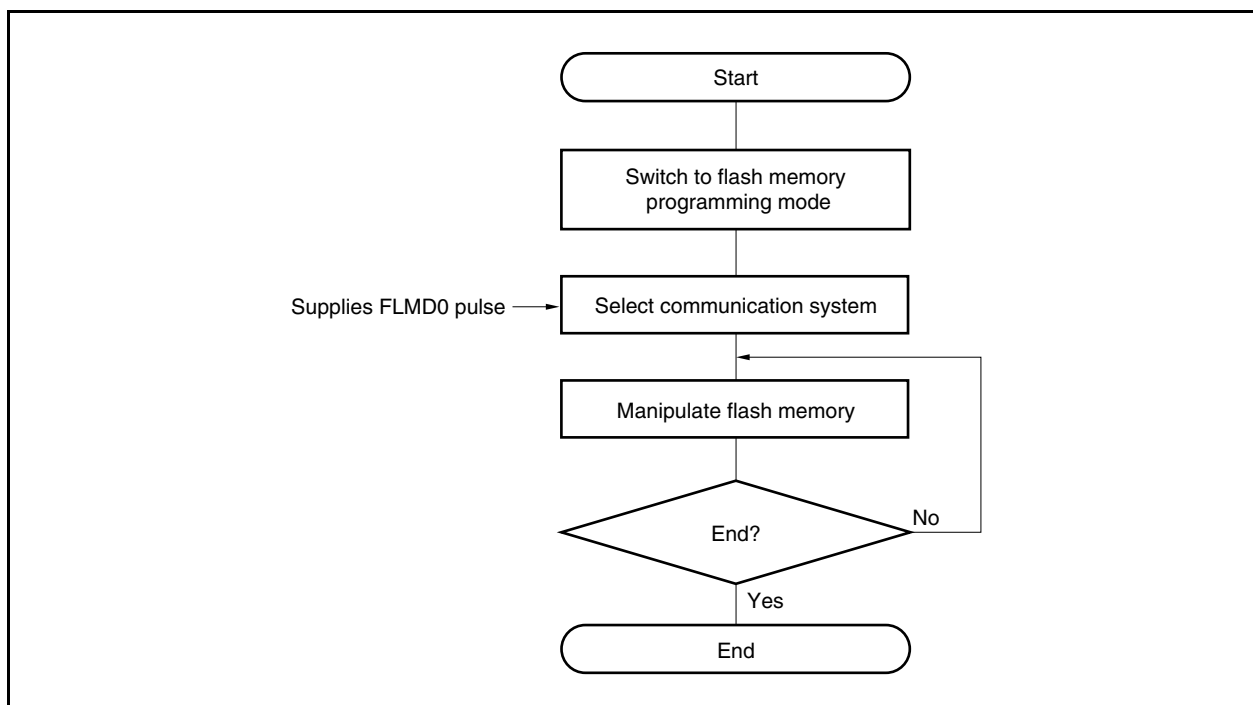 Start
Switch to flash memory
programming mode
Supplies FLMD0 pulse
Select communication system
Manipulate flash memory
End?
No
Yes
End